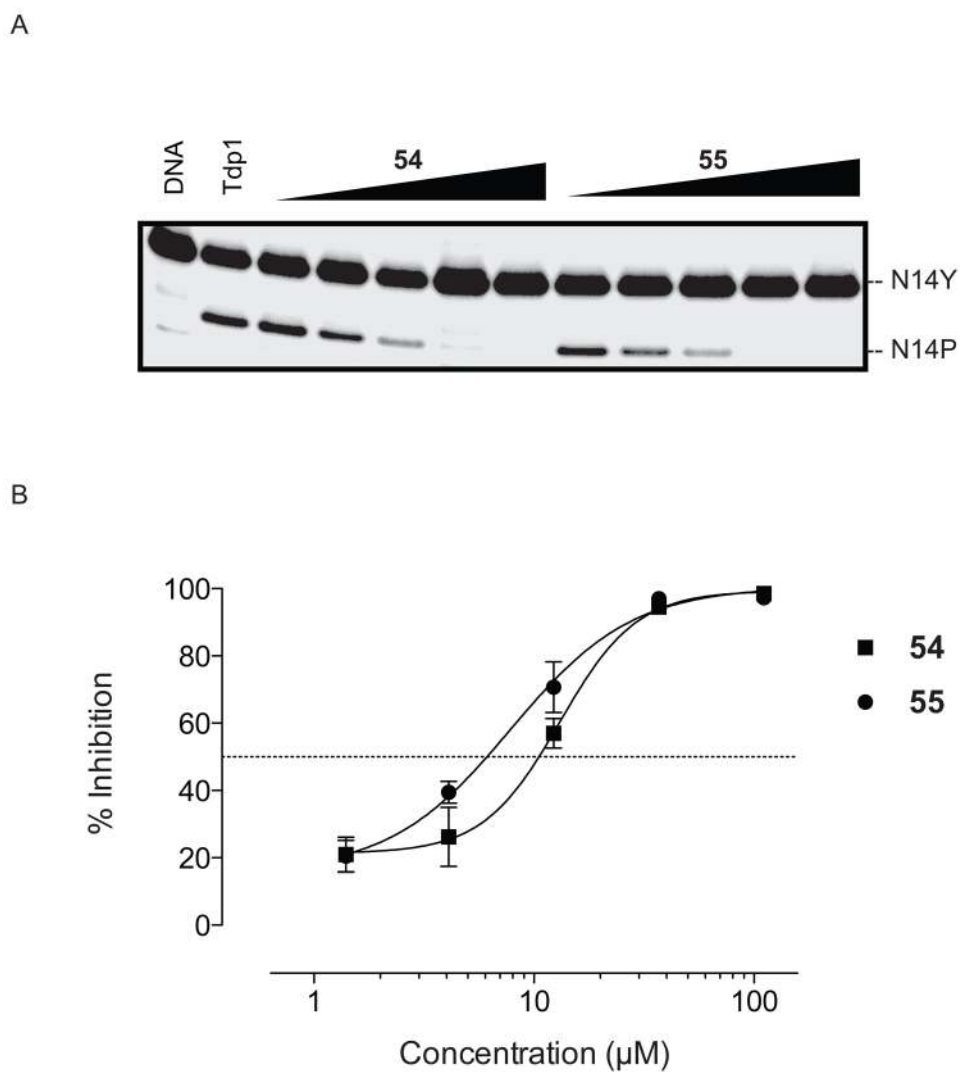 A
DNA
Tdp1
54
55
-- N14Y
-- N14P
B
100
80
60
40
20
0
% Inhibition
54
55
1
10
100
Concentration (µM)